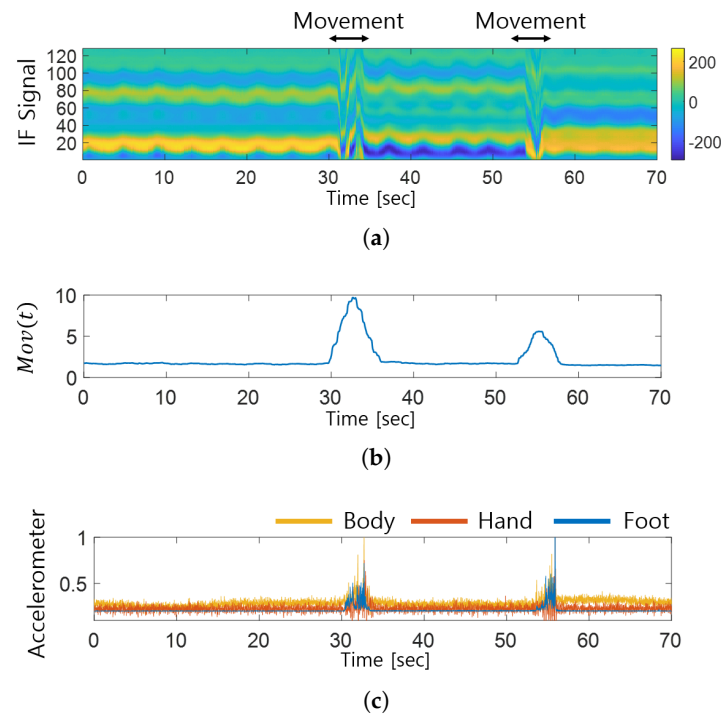 Movement Movement
IF Signal
120
100
80
60
40
20
200
0
-200
0 10 20 30 40 50 60 70
Time [sec]
(a)
Mov(t)
10
5
0
0 10 20 30 40 50 60 70
Time [sec]
(b)
Body Hand Foot
Accelerometer
1
0.5
0 10 20 30 40 50 60 70
Time [sec]
(c)